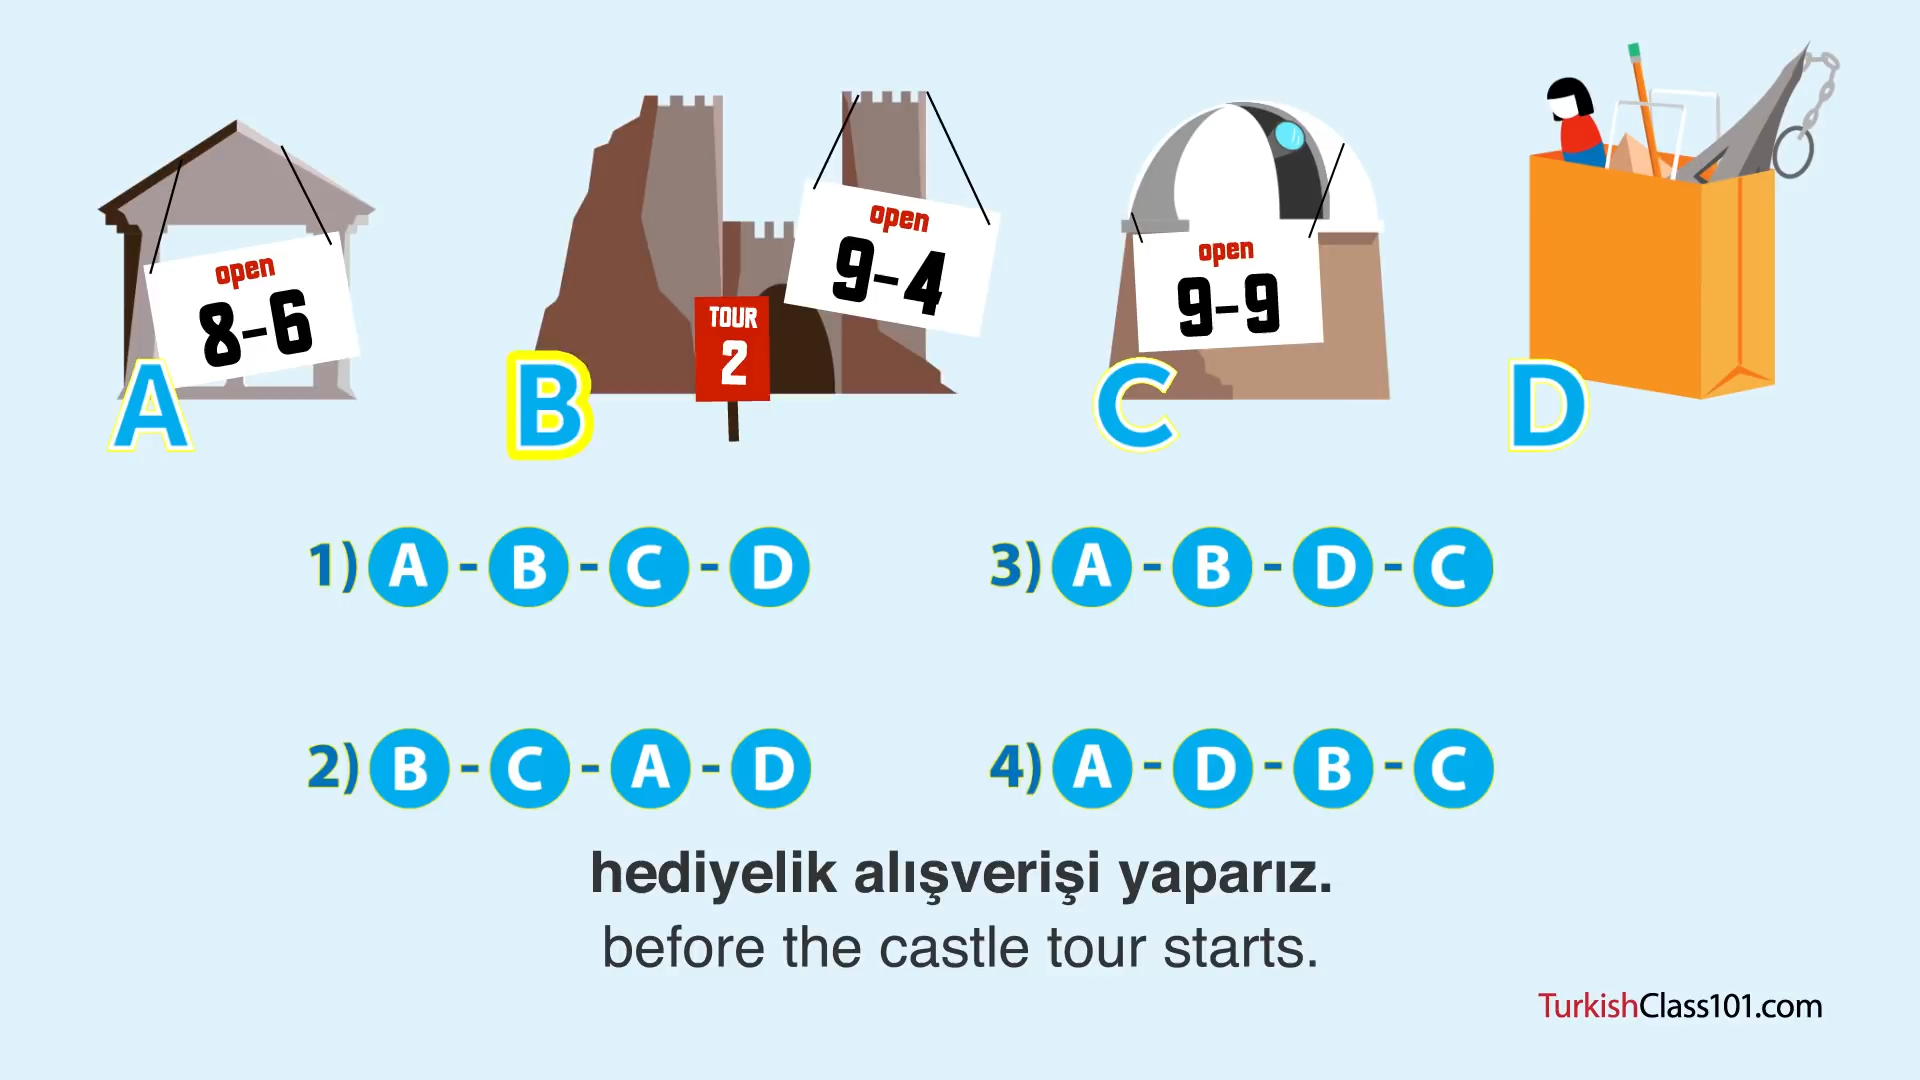 open
8-6
open
9-4
TOUR
2
open
9-9
A
B
C
D
1) A - B - C - D
3) A - B - D - C
2) B - C - A - D
4) A - D - B - C
hediyelik alışverişi yaparız.
before the castle tour starts.
TurkishClass101.com